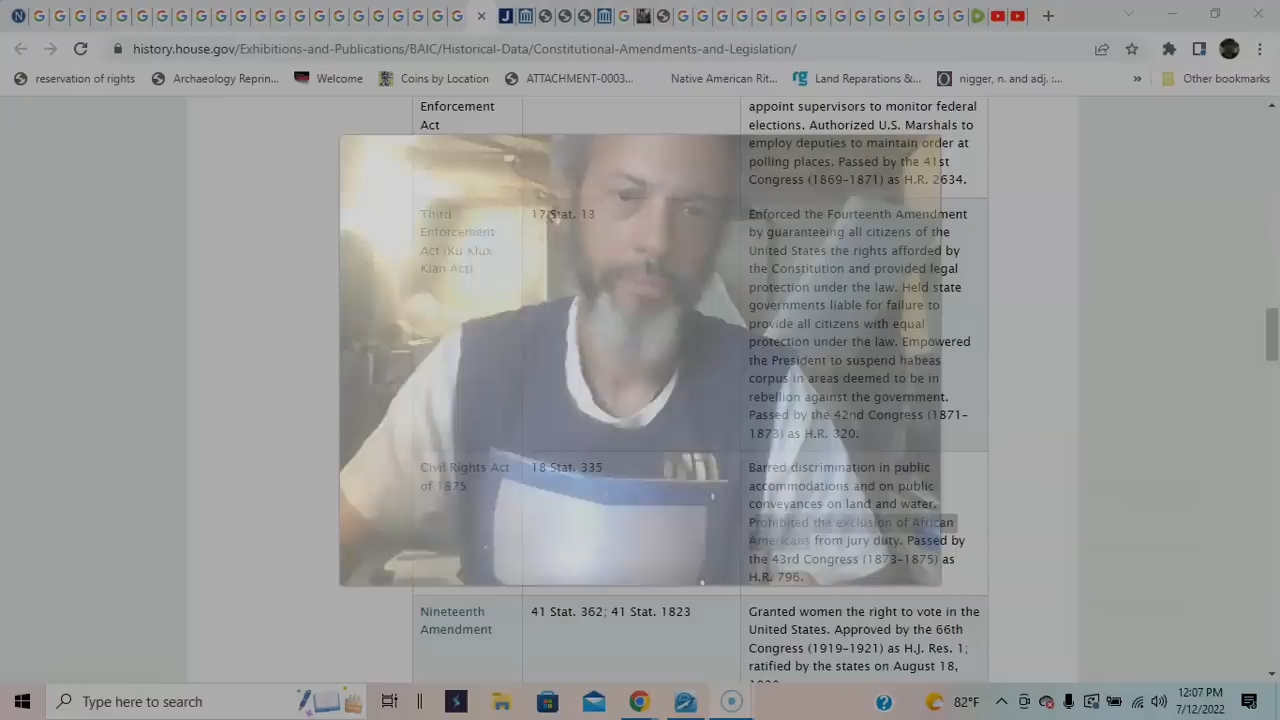 history.house.gov/Exhibitions-and-Publications/BAIC/Historical-Data/Constitutional-Amendments-and-Legislation/
reservation of rights
Archaeology Reprin...
Welcome
Coins by Location
ATTACHMENT-0003...
Native American Rit...
Land Reparations &...
nigger, n. and adj. :...
»
Other bookmarks
Enforcement
Act
appoint supervisors to monitor federal
elections. Authorized U.S. Marshals to
employ deputies to maintain order at
polling places. Passed by the 41st
Congress (1869–1871) as H.R. 2634.
Third
Enforcement
Act (Ku Klux
Klan Act)
17 Stat. 13
Enforced the Fourteenth Amendment
by guaranteeing all citizens of the
United States the rights afforded by
the Constitution and provided legal
protection under the law. Held state
governments liable for failure to
provide all citizens with equal
protection under the law. Empowered
the President to suspend habeas
corpus in areas deemed to be in
rebellion against the government.
Passed by the 42nd Congress (1871–
1873) as H.R. 320.
Civil Rights Act
of 1875
18 Stat. 335
Barred discrimination in public
accommodations and on public
conveyances on land and water.
Prohibited the exclusion of African
Americans from jury duty. Passed by
the 43rd Congress (1873–1875) as
H.R. 796.
Nineteenth
Amendment
41 Stat. 362; 41 Stat. 1823
Granted women the right to vote in the
United States. Approved by the 66th
Congress (1919–1921) as H.J. Res. 1;
ratified by the states on August 18,
Type here to search
82°F
12:07 PM
7/12/2022